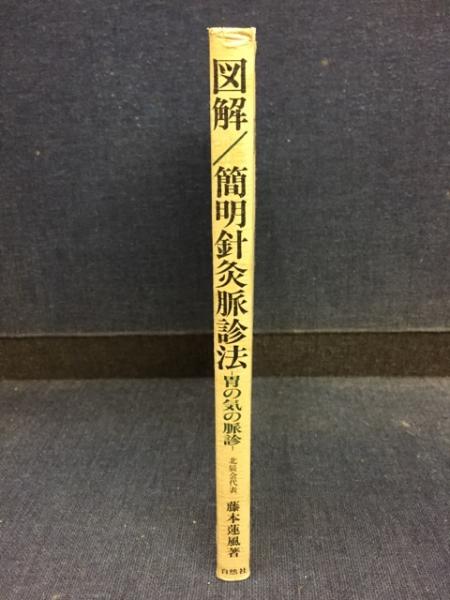 図解/簡明針灸脈診法
-胃の気の脈診-
北辰会代表
藤本蓮風著
自然社